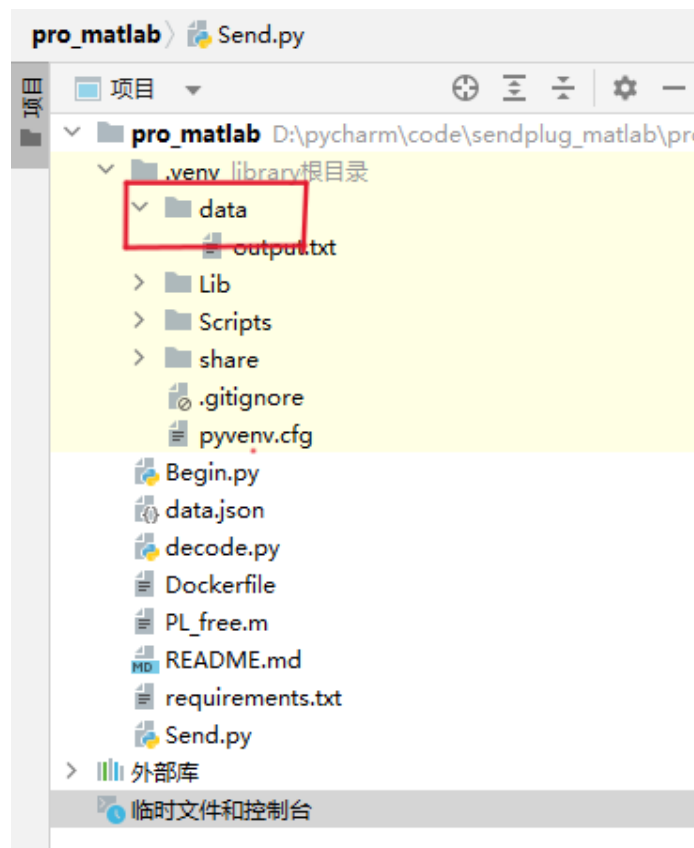 pro_matlab Send.py
项目
项目
pro_matlab D:\pycharm\code\sendplug_matlab\pro
.venv library根目录
data
output.txt
Lib
Scripts
share
.gitignore
pyvenv.cfg
Begin.py
data.json
decode.py
Dockerfile
PL_free.m
MD README.md
requirements.txt
Send.py
外部库
临时文件和控制台